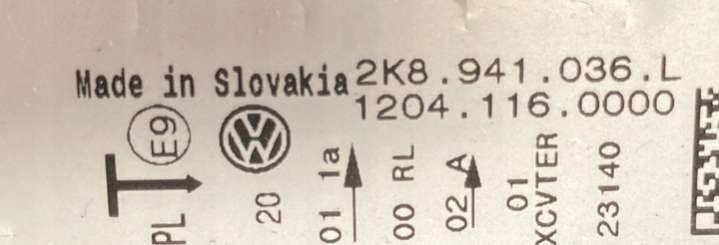 Made in Slovakia 2K8.941.036.L
1204.116.0000
E9
PL
20
01 1a
00 RL
02 A
01
XCVTER
23140